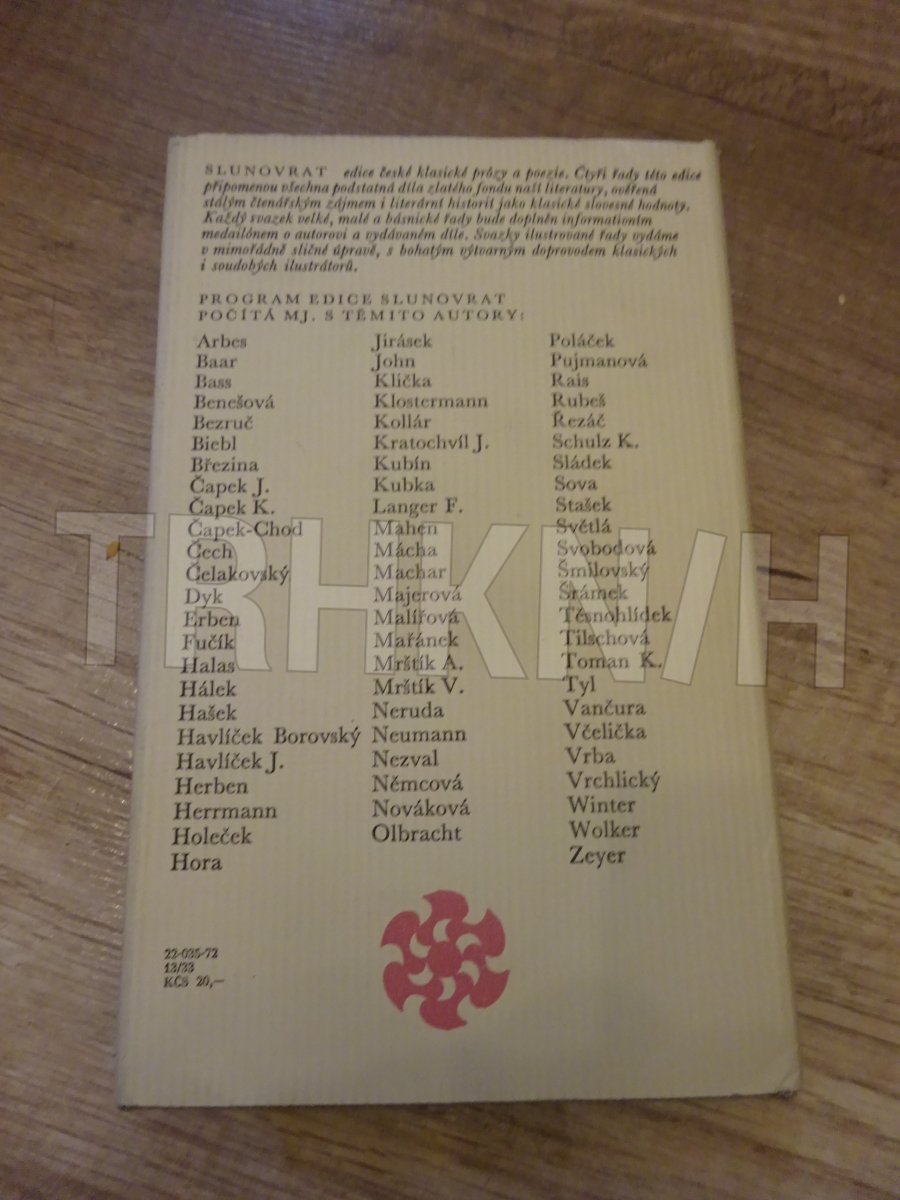 SLUNOVRAT edice české klasické prózy a poezie. Čtyři řady této edice
připomenou všechna podstatná díla zlatého fondu naší literatury, ověřená
stálým čtenářským zájmem i literární historií jako klasické slovesné hodnoty.
Každý svazek velké, malé a básnické řady bude doplněn informativním
medailónem o autorovi a vydávaném díle. Svazky ilustrované řady vydáme
v mimořádně sličné úpravě, s bohatým výtvarným doprovodem klasických
i soudobých ilustrátorů.
PROGRAM EDICE SLUNOVRAT
POČÍTÁ MJ. S TĚMITO AUTORY:
Arbes
Baar
Bass
Benešová
Bezruč
Biebl
Březina
Čapek J.
Čapek K.
Čapek-Chod
Čech
Čelakovský
Dyk
Erben
Fučík
Halas
Hálek
Hašek
Havlíček Borovský
Havlíček J.
Herben
Herrmann
Holeček
Hora
Jirásek
John
Klička
Klostermann
Kollár
Kratochvíl J.
Kubín
Kubka
Langer F.
Mahen
Mácha
Machar
Majerová
Malířová
Mařánek
Mrštík A.
Mrštík V.
Neruda
Neumann
Nezval
Němcová
Nováková
Olbracht
Poláček
Pujmanová
Rais
Rubeš
Řezáč
Schulz K.
Sládek
Sova
Stašek
Světlá
Svobodová
Šmilovský
Šrámek
Těsnohlídek
Tilschová
Toman K.
Tyl
Vančura
Včelička
Vrba
Vrchlický
Winter
Wolker
Zeyer
22-035-72
13/33
KČS 20,—
TRHKNIH